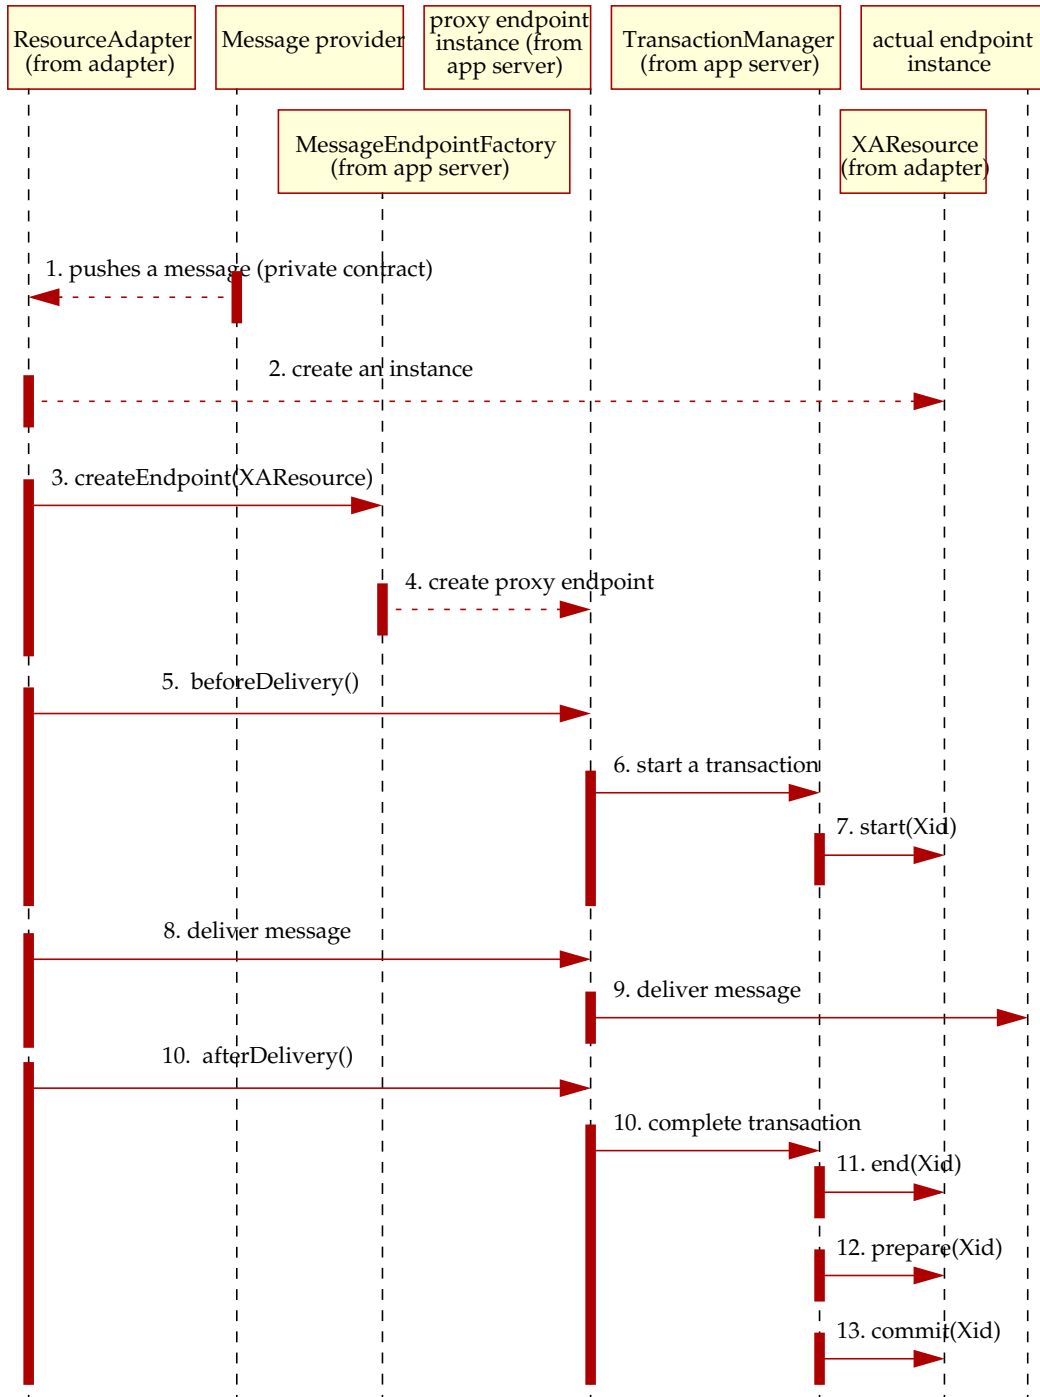 ResourceAdapter
(from adapter)
Message provider
proxy endpoint
instance (from
app server)
TransactionManager
(from app server)
actual endpoint
instance
MessageEndpointFactory
(from app server)
XAResource
(from adapter)
1. pushes a message (private contract)
2. create an instance
3. createEndpoint(XAResource)
4. create proxy endpoint
5. beforeDelivery()
6. start a transaction
7. start(Xid)
8. deliver message
9. deliver message
10. afterDelivery()
10. complete transaction
11. end(Xid)
12. prepare(Xid)
13. commit(Xid)